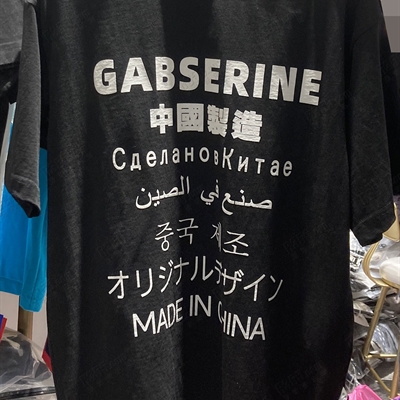 GABSERINE
中國製造
СделановКитае
صنع في الصين
중국 제조
オリジナルデザイン
MADE IN CHINA